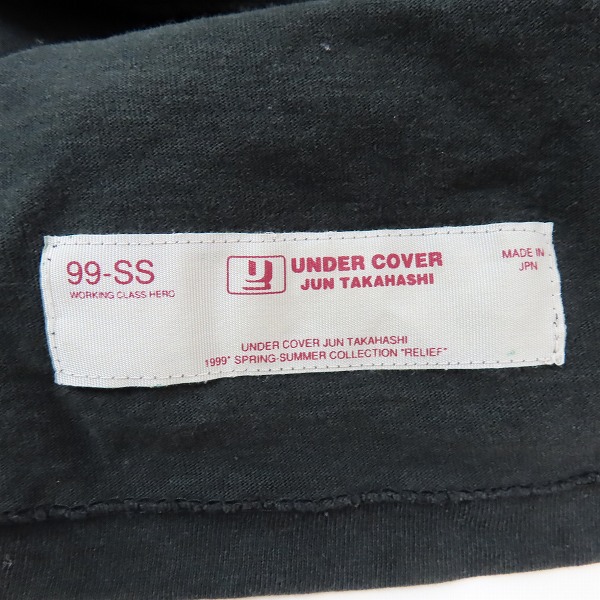 99-SS
WORKING CLASS HERO
UNDER COVER
JUN TAKAHASHI
MADE IN
JPN
UNDER COVER JUN TAKAHASHI
1999" SPRING-SUMMER COLLECTION "RELIEF"